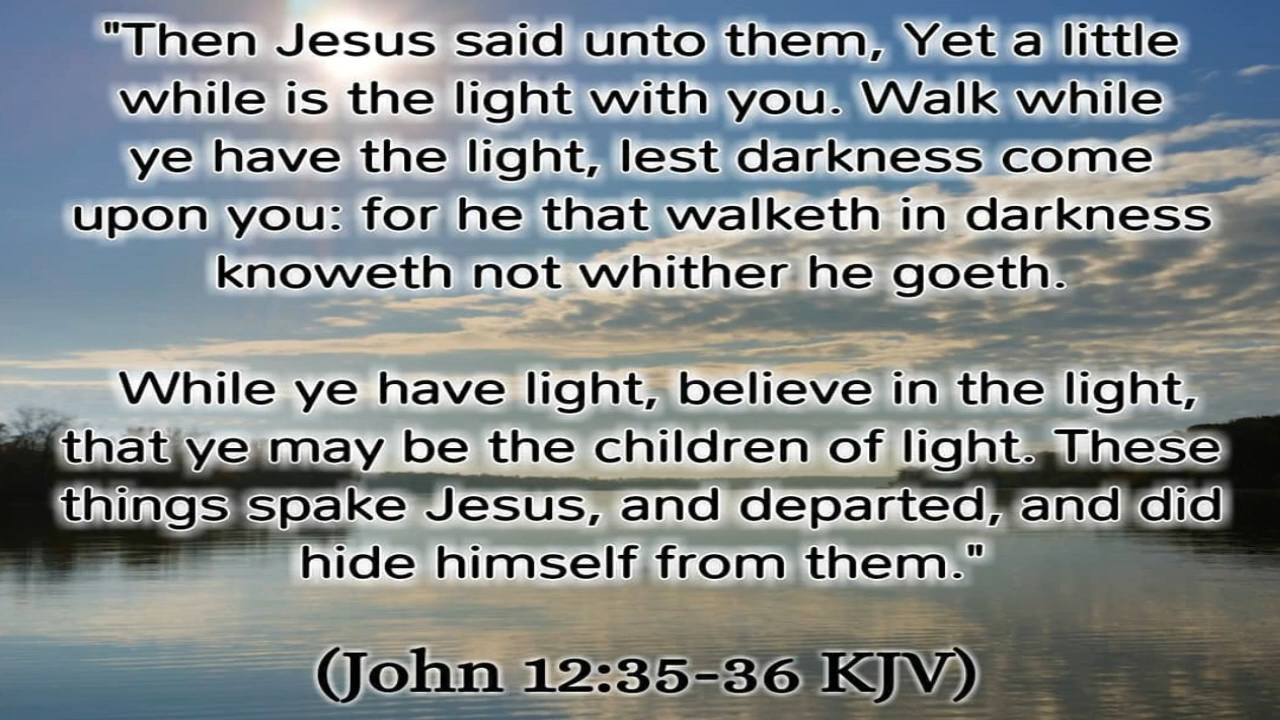 "Then Jesus said unto them, Yet a little
while is the light with you. Walk while
ye have the light, lest darkness come
upon you: for he that walketh in darkness
knoweth not whither he goeth.
While ye have light, believe in the light,
that ye may be the children of light. These
things spake Jesus, and departed, and did
hide himself from them."
(John 12:35-36 KJV)